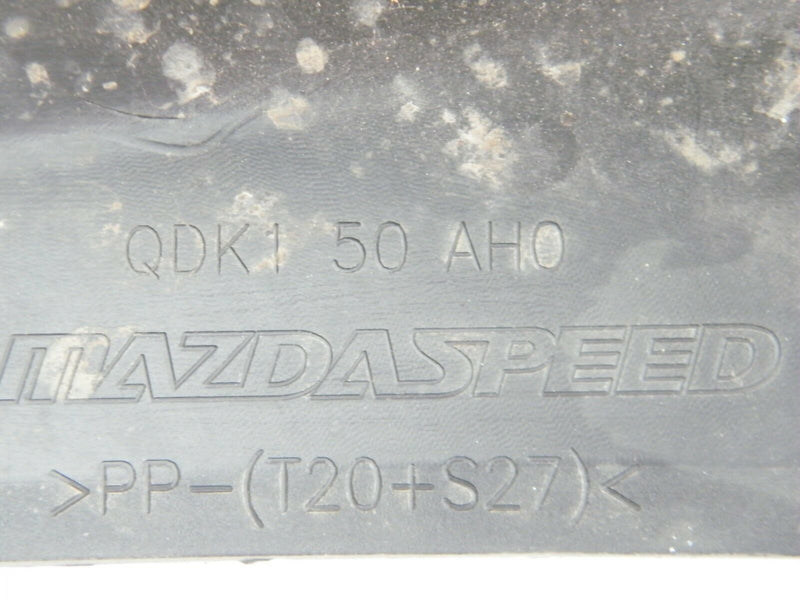 QDK1 50 AH0
MAZDASPEED
>PP-(T20+S27)<